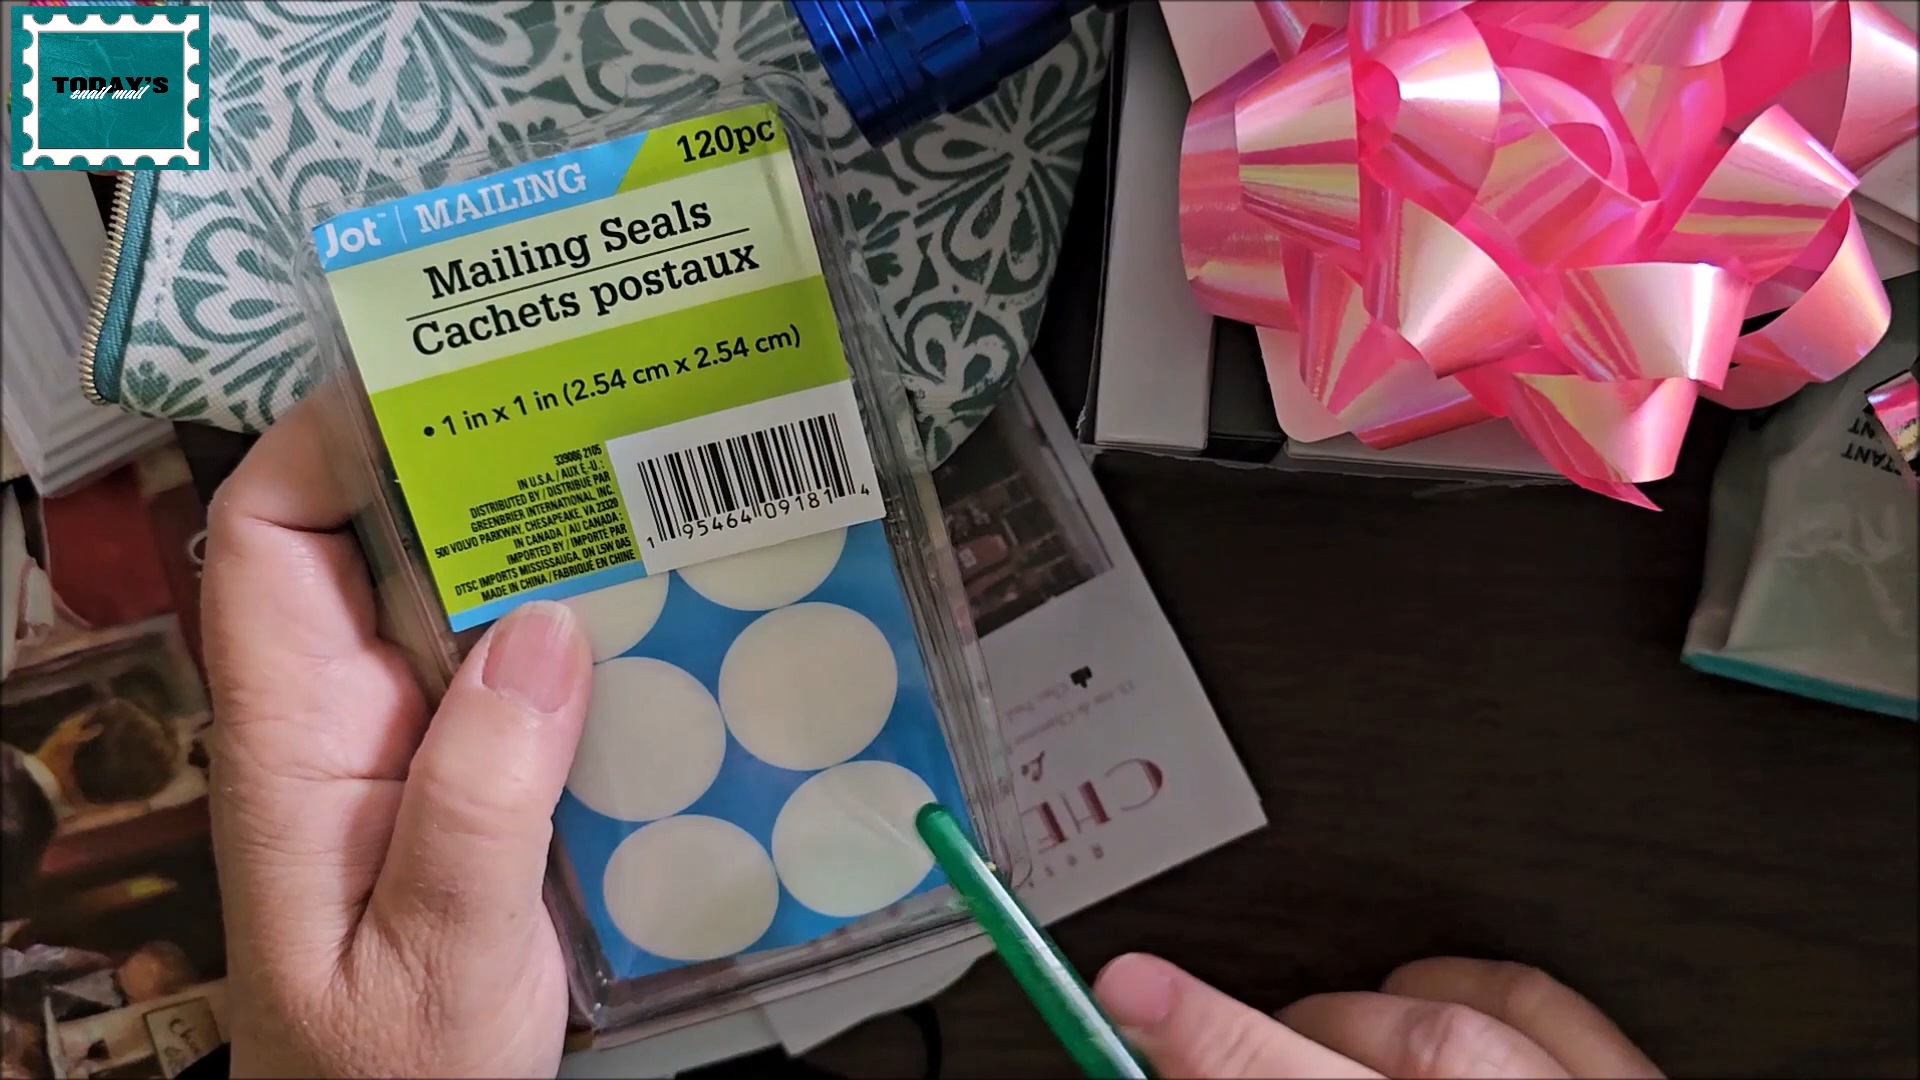 TODAY'S
snail mail
120pc
Jot™ | MAILING
Mailing Seals
Cachets postaux
• 1 in x 1 in (2.54 cm x 2.54 cm)
339086 2105
IN U.S.A. / AUX É.-U.:
DISTRIBUTED BY / DISTRIBUÉ PAR
GREENBRIER INTERNATIONAL, INC.
500 VOLVO PARKWAY, CHESAPEAKE, VA 23320
IN CANADA / AU CANADA:
IMPORTED BY / IMPORTÉ PAR
DTSC IMPORTS MISSISSAUGA, ON L5W 0A5
MADE IN CHINA / FABRIQUÉ EN CHINE
1 95464 09181 4